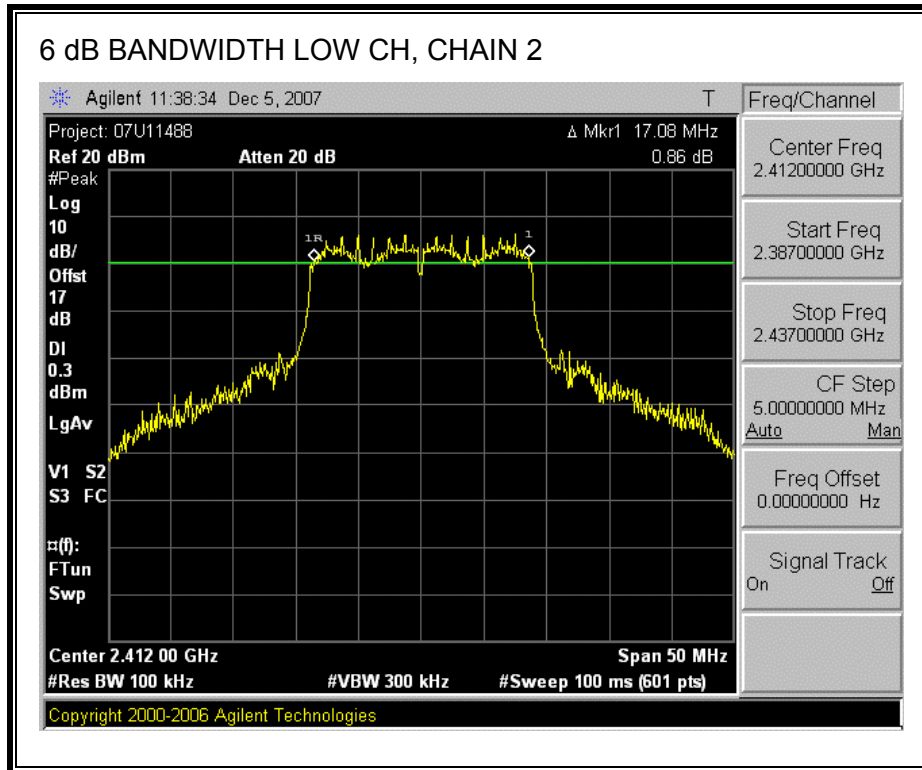 6 dB BANDWIDTH LOW CH, CHAIN 2
Agilent 11:38:34 Dec 5, 2007 T
Freq/Channel
Project: 07U11488 Δ Mkr1 17.08 MHz
Ref 20 dBm Atten 20 dB 0.86 dB
#Peak
Log
10
dB/
Offst
17
dB
DI
0.3
dBm
LgAv
V1 S2
S3 FC
¤(f):
FTun
Swp
1R
1
Center 2.412 00 GHz Span 50 MHz
#Res BW 100 kHz #VBW 300 kHz #Sweep 100 ms (601 pts)
Center Freq
2.41200000 GHz
Start Freq
2.38700000 GHz
Stop Freq
2.43700000 GHz
CF Step
5.00000000 MHz
Auto Man
Freq Offset
0.00000000 Hz
Signal Track
On Off
Copyright 2000-2006 Agilent Technologies